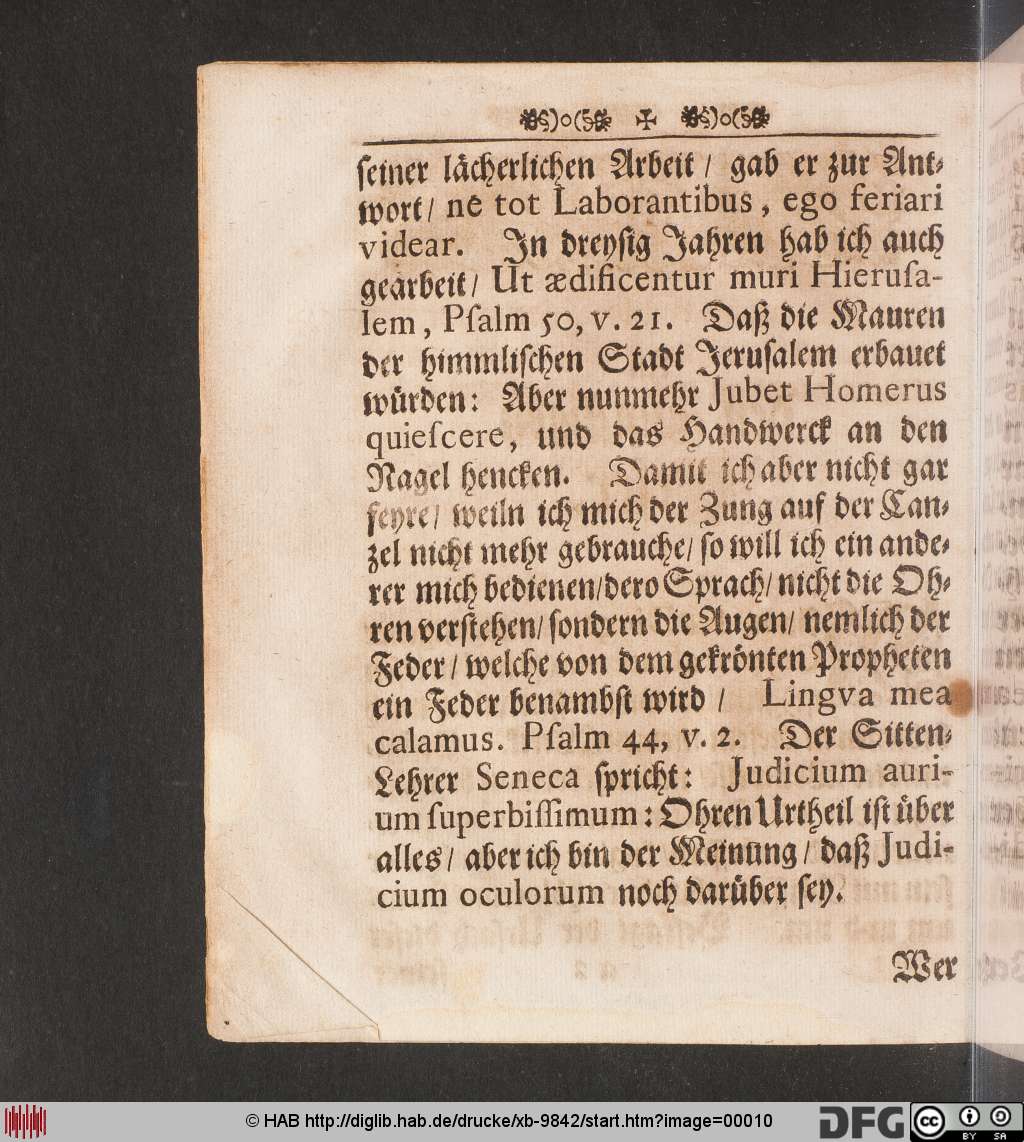 seiner lächerlichen Arbeit / gab er zur Ant-
wort / nè tot Laborantibus, ego feriari
videar. In dreysig Jahren hab ich auch
gearbeit / Ut ædificentur muri Hieruſa-
lem, Pſalm 50, v. 21. Daß die Mauren
der himmliſchen Stadt Jeruſalem erbauet
würden: Aber nunmehr Jubet Homerus
quieſcere, und das Handwerck an den
Nagel hencken. Damit ich aber nicht gar
feyre / weiln ich mich der Zung auf der Can-
zel nicht mehr gebrauche / ſo will ich ein ande-
rer mich bedienen / dero Sprach / nicht die Oh-
ren verſtehen / ſondern die Augen / nemlich der
Feder / welche von dem gekrönten Propheten
ein Feder benambſt wird / Lingva mea
calamus. Pſalm 44, v. 2. Der Sitten-
Lehrer Seneca ſpricht: Judicium auri-
um ſuperbiſſimum: Ohren Urtheil iſt über
alles / aber ich bin der Meinung / daß Judi-
cium oculorum noch darüber ſey.
Wer
© HAB http://diglib.hab.de/drucke/xb-9842/start.htm?image=00010
DFG
cc BY SA